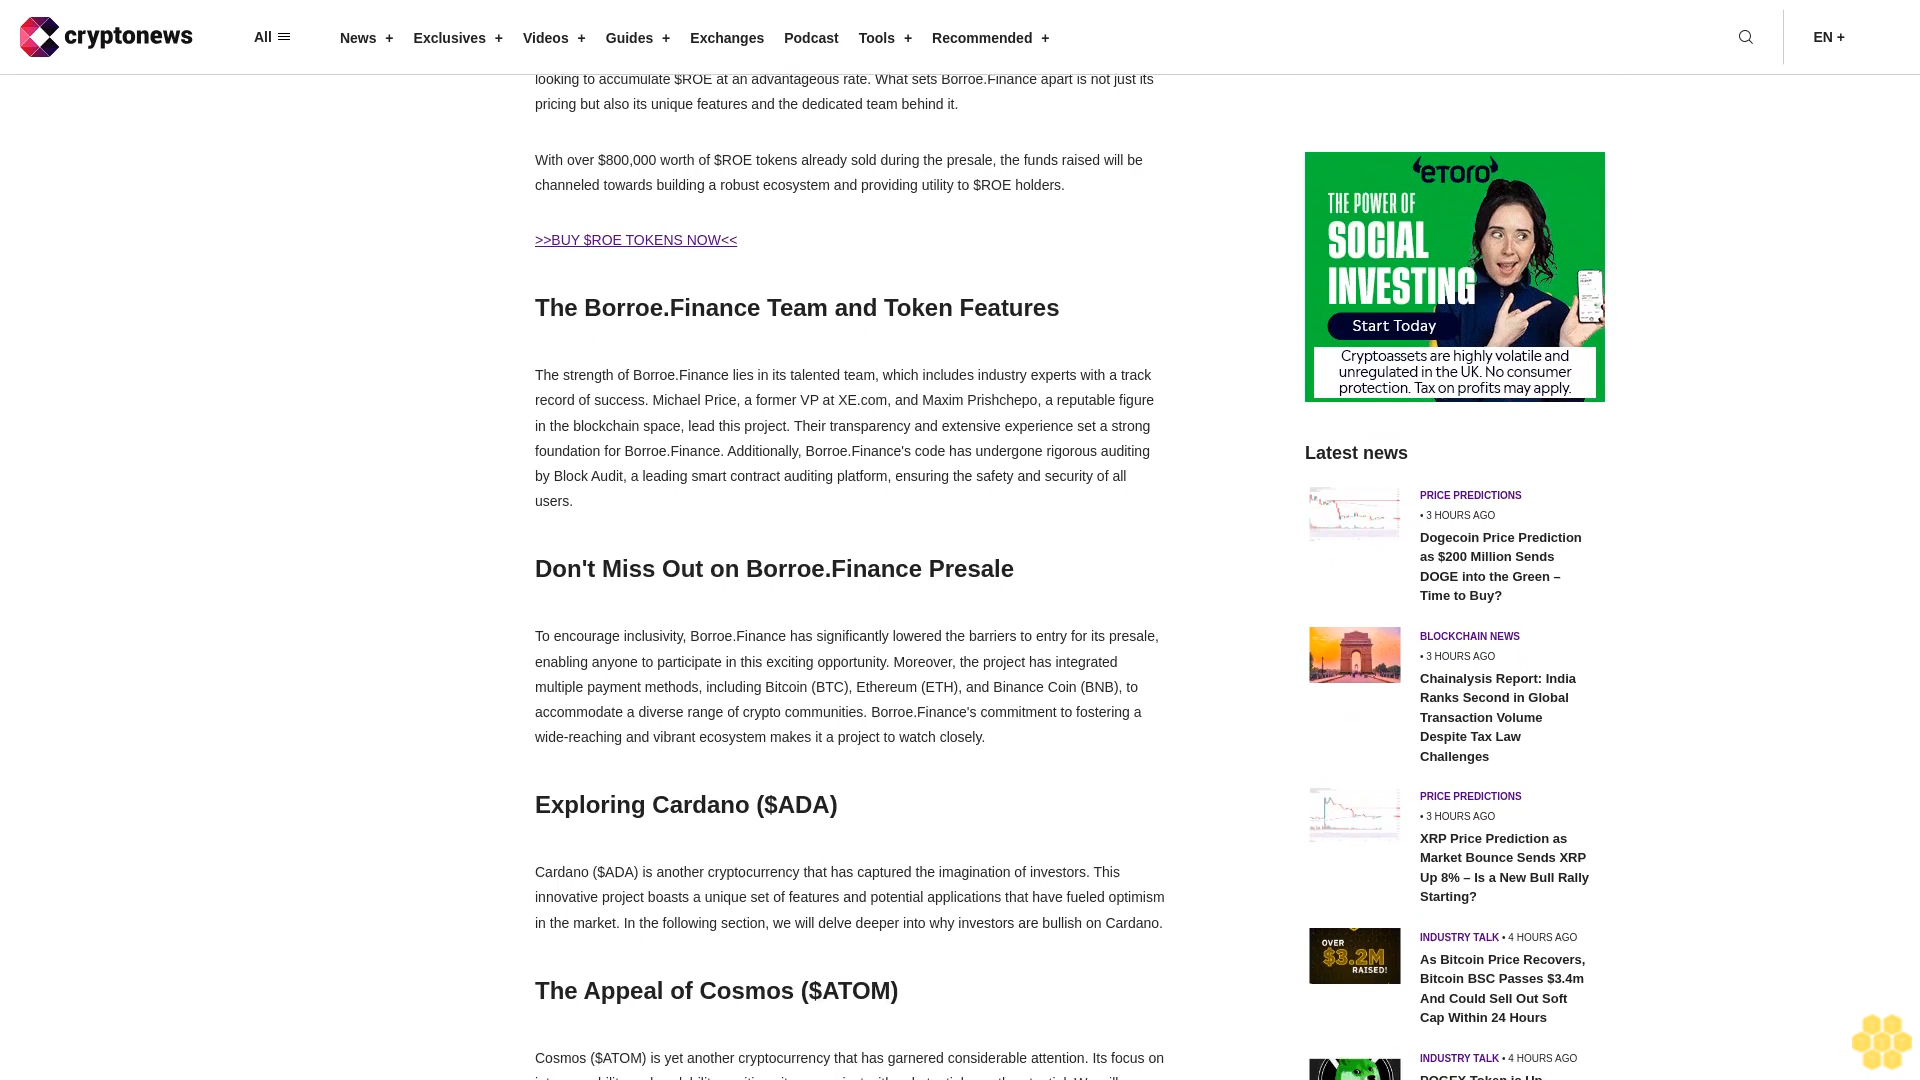 cryptonews
All
News +
Exclusives +
Videos +
Guides +
Exchanges
Podcast
Tools +
Recommended +
EN +
looking to accumulate $ROE at an advantageous rate. What sets Borroe.Finance apart is not just its
pricing but also its unique features and the dedicated team behind it.
With over $800,000 worth of $ROE tokens already sold during the presale, the funds raised will be
channeled towards building a robust ecosystem and providing utility to $ROE holders.
>>BUY $ROE TOKENS NOW<<
The Borroe.Finance Team and Token Features
The strength of Borroe.Finance lies in its talented team, which includes industry experts with a track
record of success. Michael Price, a former VP at XE.com, and Maxim Prishchepo, a reputable figure
in the blockchain space, lead this project. Their transparency and extensive experience set a strong
foundation for Borroe.Finance. Additionally, Borroe.Finance's code has undergone rigorous auditing
by Block Audit, a leading smart contract auditing platform, ensuring the safety and security of all
users.
Don't Miss Out on Borroe.Finance Presale
To encourage inclusivity, Borroe.Finance has significantly lowered the barriers to entry for its presale,
enabling anyone to participate in this exciting opportunity. Moreover, the project has integrated
multiple payment methods, including Bitcoin (BTC), Ethereum (ETH), and Binance Coin (BNB), to
accommodate a diverse range of crypto communities. Borroe.Finance's commitment to fostering a
wide-reaching and vibrant ecosystem makes it a project to watch closely.
Exploring Cardano ($ADA)
Cardano ($ADA) is another cryptocurrency that has captured the imagination of investors. This
innovative project boasts a unique set of features and potential applications that have fueled optimism
in the market. In the following section, we will delve deeper into why investors are bullish on Cardano.
The Appeal of Cosmos ($ATOM)
Cosmos ($ATOM) is yet another cryptocurrency that has garnered considerable attention. Its focus on
eTORO
THE POWER OF
SOCIAL
INVESTING
Start Today
Cryptoassets are highly volatile and
unregulated in the UK. No consumer
protection. Tax on profits may apply.
Latest news
PRICE PREDICTIONS
• 3 HOURS AGO
Dogecoin Price Prediction
as $200 Million Sends
DOGE into the Green –
Time to Buy?
BLOCKCHAIN NEWS
• 3 HOURS AGO
Chainalysis Report: India
Ranks Second in Global
Transaction Volume
Despite Tax Law
Challenges
PRICE PREDICTIONS
• 3 HOURS AGO
XRP Price Prediction as
Market Bounce Sends XRP
Up 8% – Is a New Bull Rally
Starting?
OVER
$3.2M
RAISED!
INDUSTRY TALK • 4 HOURS AGO
As Bitcoin Price Recovers,
Bitcoin BSC Passes $3.4m
And Could Sell Out Soft
Cap Within 24 Hours
INDUSTRY TALK • 4 HOURS AGO